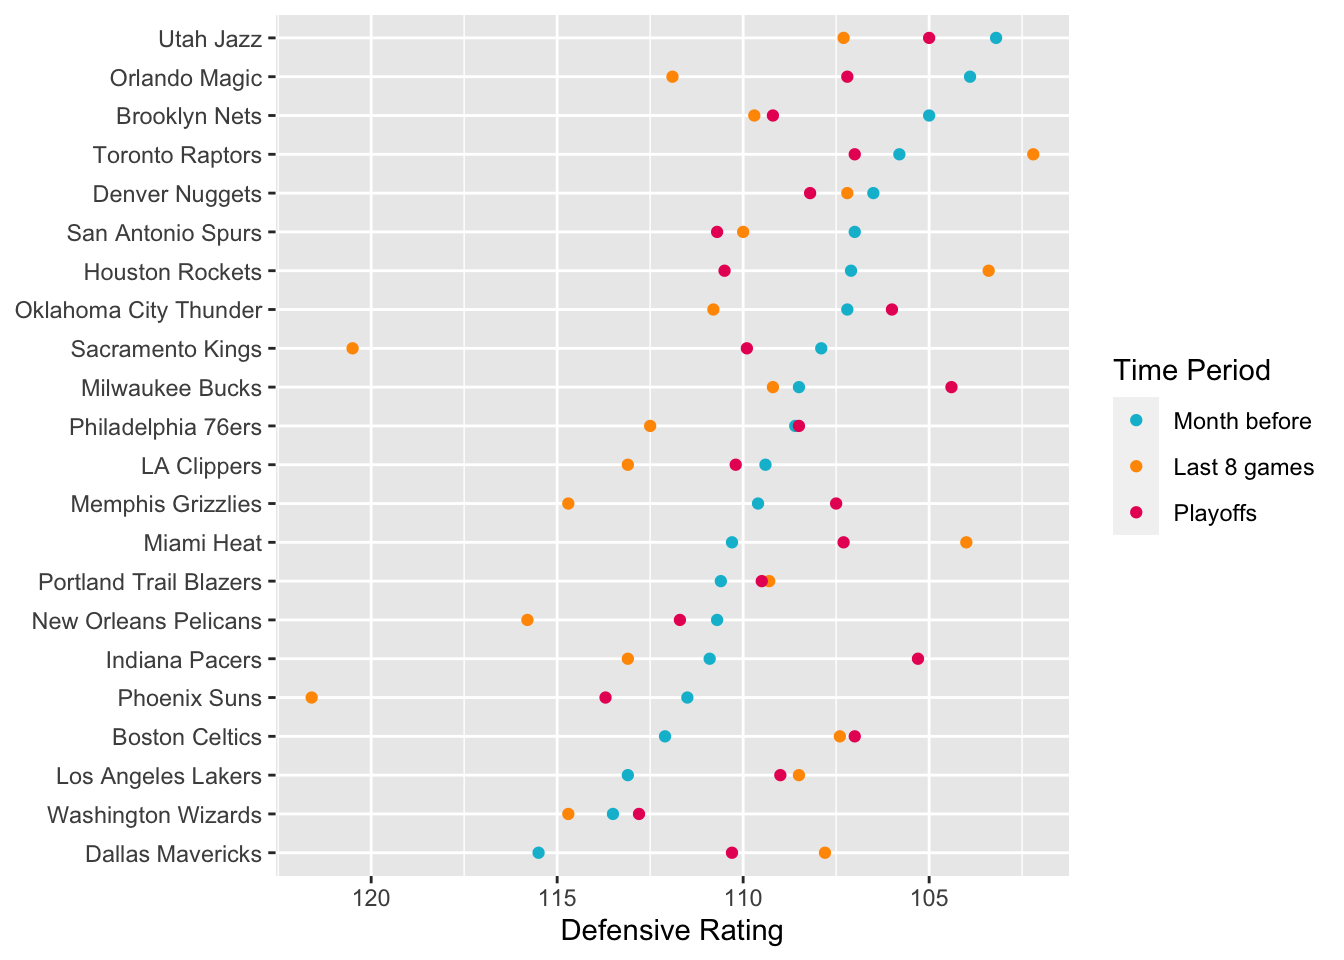 Utah Jazz
Orlando Magic
Brooklyn Nets
Toronto Raptors
Denver Nuggets
San Antonio Spurs
Houston Rockets
Oklahoma City Thunder
Sacramento Kings
Milwaukee Bucks
Philadelphia 76ers
LA Clippers
Memphis Grizzlies
Miami Heat
Portland Trail Blazers
New Orleans Pelicans
Indiana Pacers
Phoenix Suns
Boston Celtics
Los Angeles Lakers
Washington Wizards
Dallas Mavericks
120 115 110 105
Defensive Rating
Time Period
Month before
Last 8 games
Playoffs